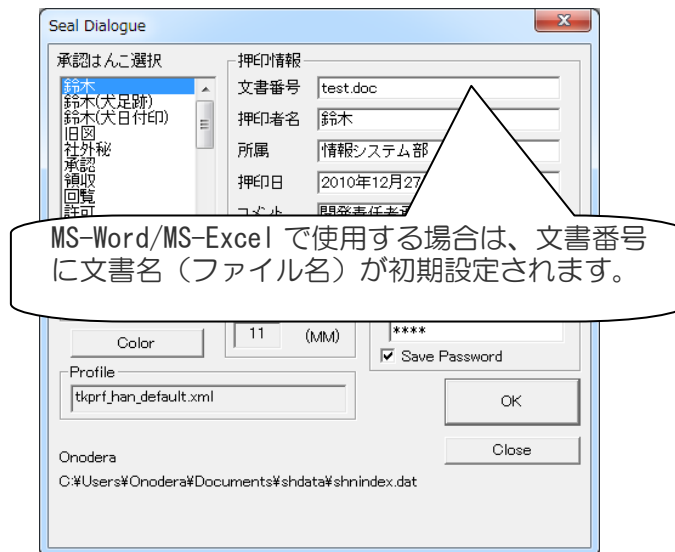 Seal Dialogue
承認はんこ選択
鈴木
鈴木(犬足跡)
鈴木(犬日付印)
旧図
社外秘
承認
領収
回覧
許可
押印情報
文書番号 test.doc
押印者名 鈴木
所属 情報システム部
押印日 2010年12月27
MS-Word/MS-Excel で使用する場合は、文書番号
に文書名（ファイル名）が初期設定されます。
Color
11 (MM)
****
Save Password
Profile
tkprf_han_default.xml
OK
Close
Onodera
C:¥Users¥Onodera¥Documents¥shdata¥shnindex.dat